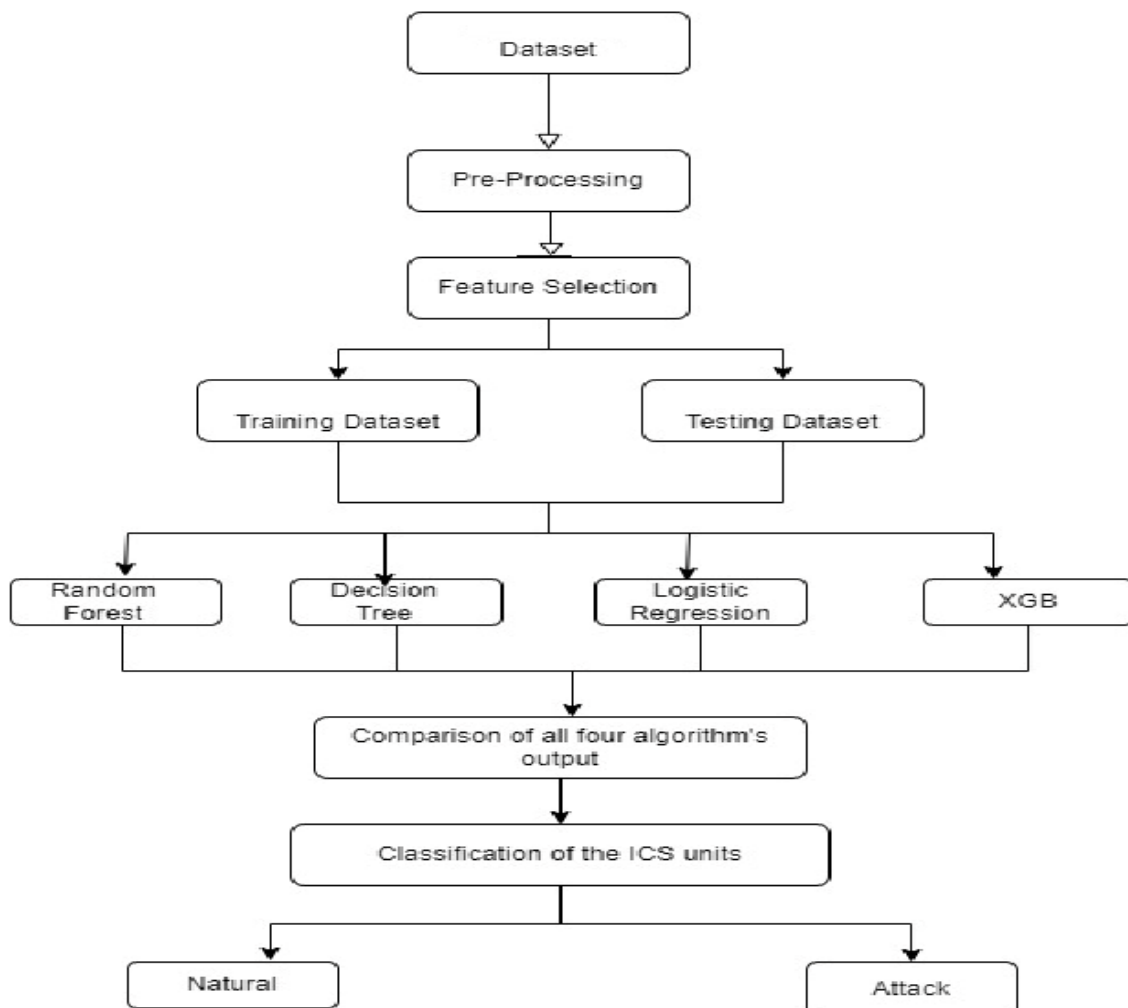 Dataset
Pre-Processing
Feature Selection
Training Dataset
Testing Dataset
Random
Forest
Decision
Tree
Logistic
Regression
XGB
Comparison of all four algorithm's
output
Classification of the ICS units
Natural
Attack